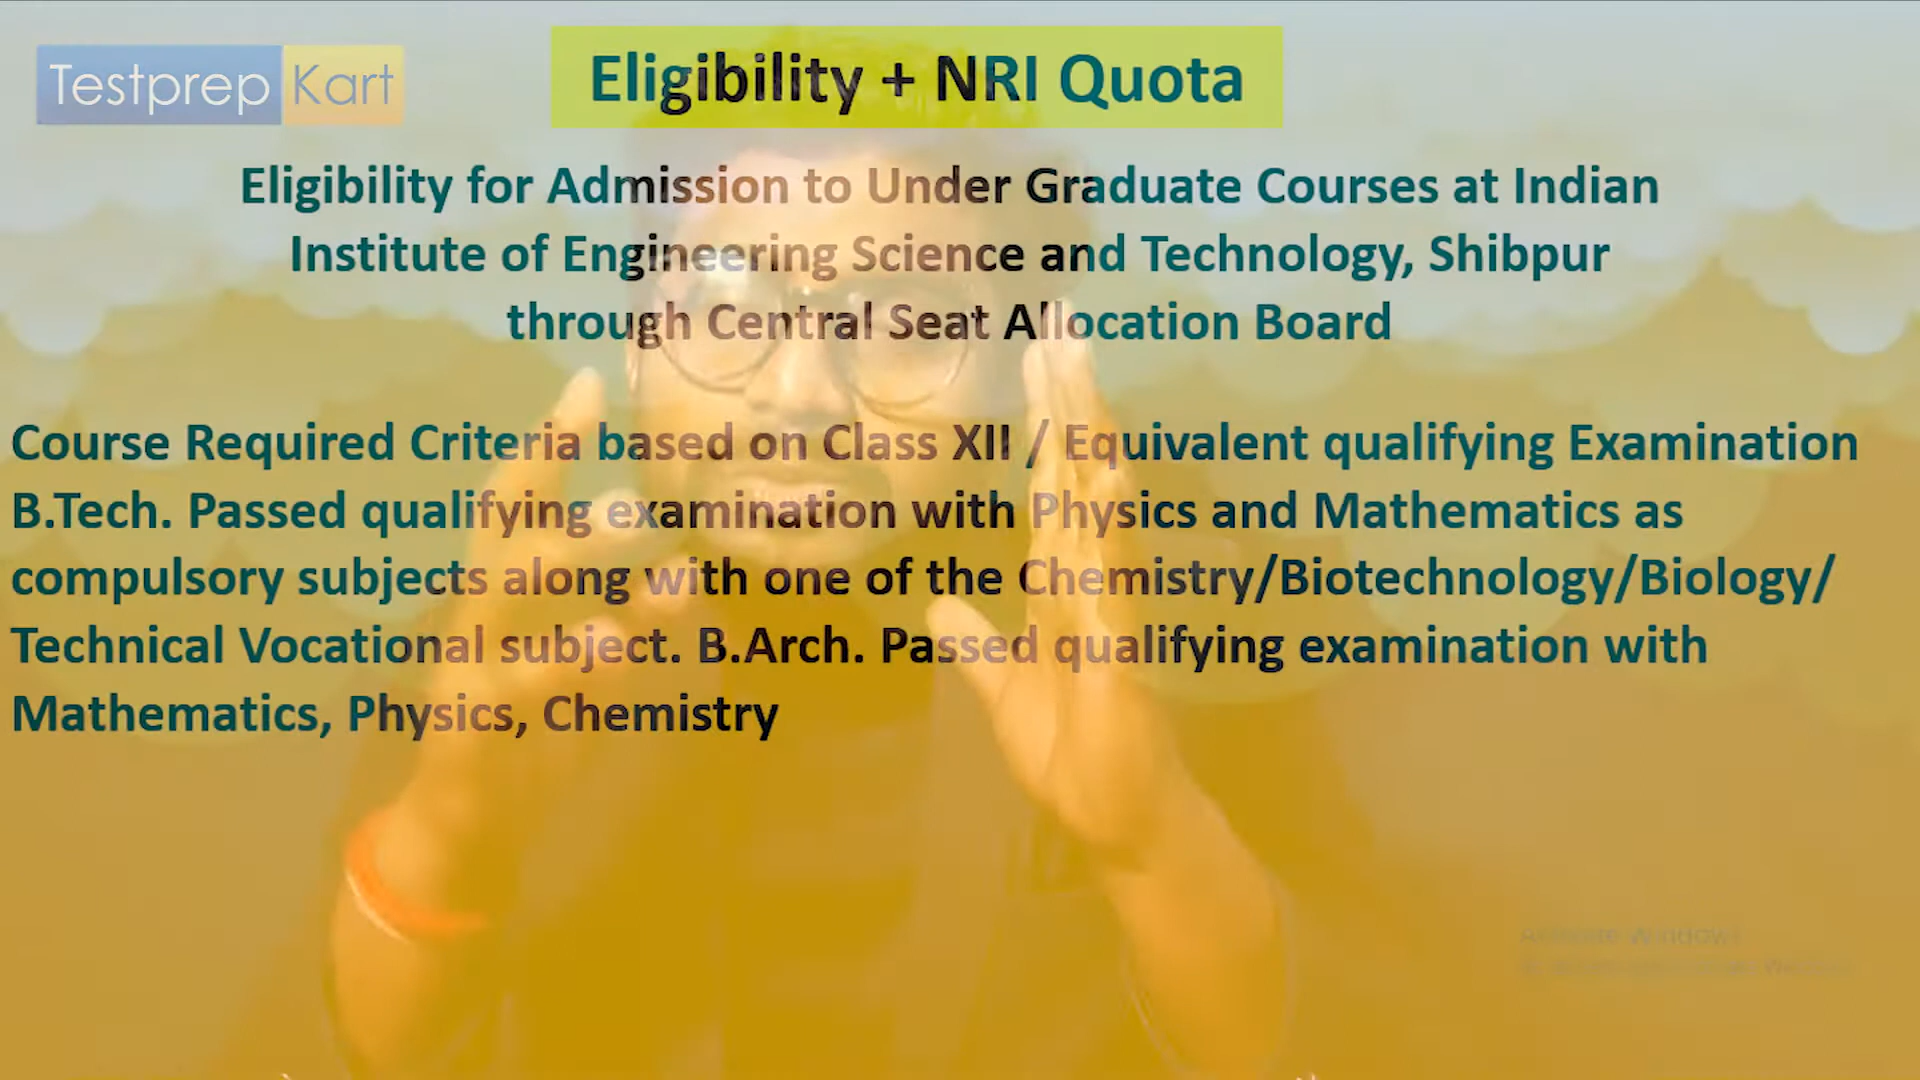 Testprep Kart
Eligibility + NRI Quota
Eligibility for Admission to Under Graduate Courses at Indian
Institute of Engineering Science and Technology, Shibpur
through Central Seat Allocation Board
Course Required Criteria based on Class XII / Equivalent qualifying Examination
B.Tech. Passed qualifying examination with Physics and Mathematics as
compulsory subjects along with one of the Chemistry/Biotechnology/Biology/
Technical Vocational subject. B.Arch. Passed qualifying examination with
Mathematics, Physics, Chemistry